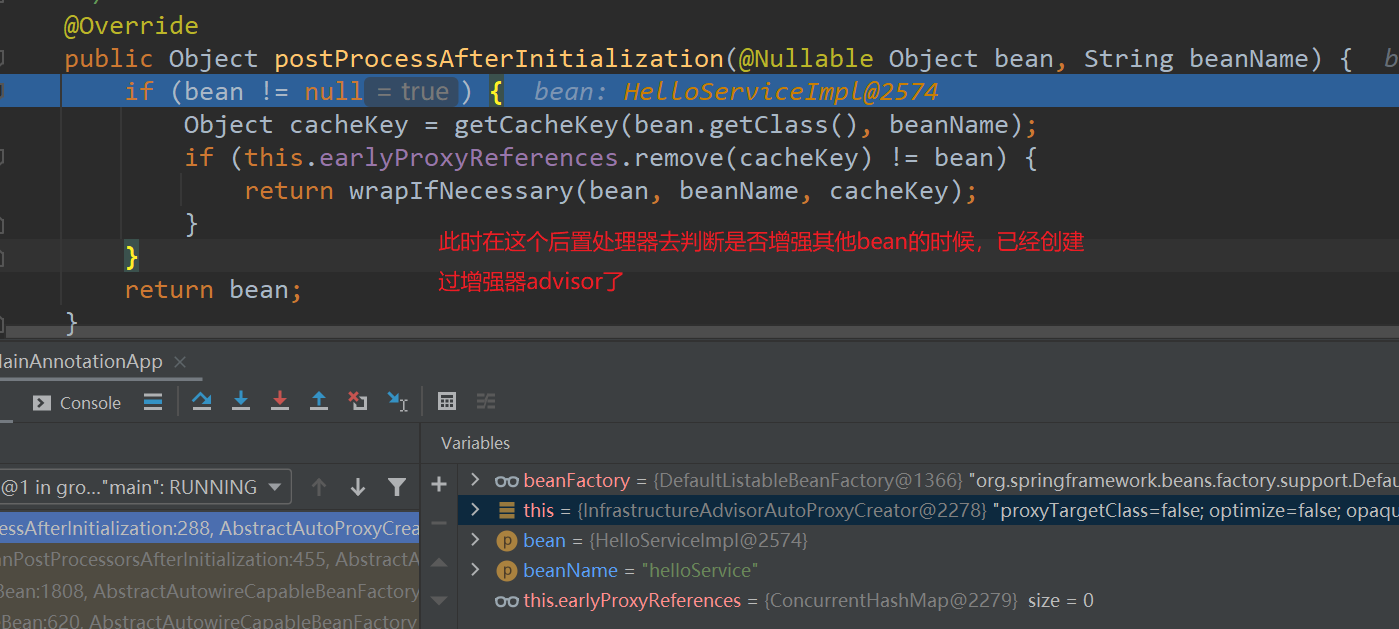 @Override
public Object postProcessAfterInitialization(@Nullable Object bean, String beanName) {
if (bean != null = true ) { bean: HelloServiceImpl@2574
Object cacheKey = getCacheKey(bean.getClass(), beanName);
if (this.earlyProxyReferences.remove(cacheKey) != bean) {
return wrapIfNecessary(bean, beanName, cacheKey);
}
此时在这个后置处理器去判断是否增强其他bean的时候，已经创建
}
过增强器advisor了
return bean;
}
MainAnnotationApp
Console
Variables
@1 in gro..."main": RUNNING
beanFactory = {DefaultListableBeanFactory@1366} "org.springframework.beans.factory.support.Defau
this = {InfrastructureAdvisorAutoProxyCreator@2278} "proxyTargetClass=false; optimize=false; opaqu
essAfterInitialization:288, AbstractAutoProxyCrea
bean = {HelloServiceImpl@2574}
anPostProcessorsAfterInitialization:455, AbstractA
beanName = "helloService"
Bean:1808, AbstractAutowireCapableBeanFactory
this.earlyProxyReferences = {ConcurrentHashMap@2279} size = 0
eBean:620, AbstractAutowireCapableBeanFactory